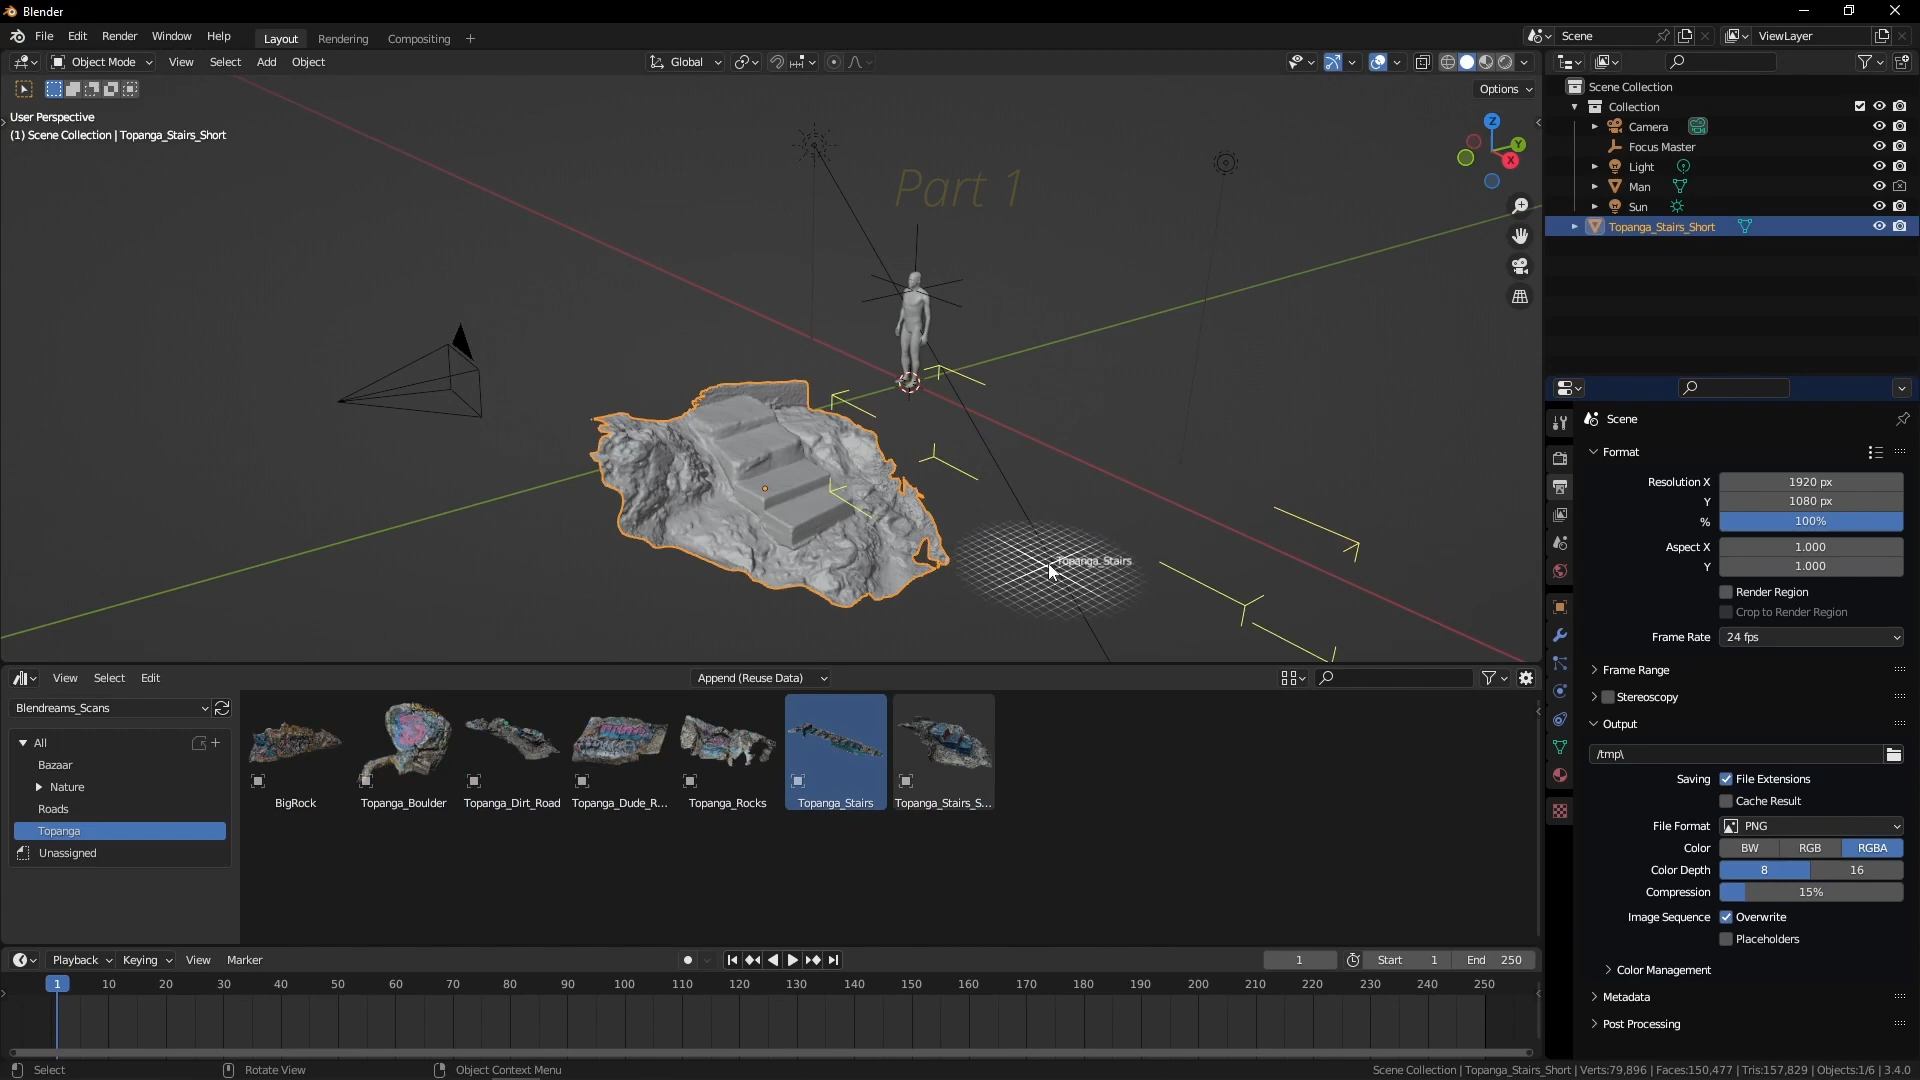 Blender
File Edit Render Window Help Layout Rendering Compositing + Scene ViewLayer
Object Mode View Select Add Object Global
Options
User Perspective
(1) Scene Collection | Topanga_Stairs_Short
Part 1
Z
Y
X
Topanga_Stairs
Scene Collection
Collection
Camera
Focus Master
Light
Man
Sun
Topanga_Stairs_Short
Scene
Format
Resolution X 1920 px
Y 1080 px
% 100%
Aspect X 1.000
Y 1.000
Render Region
Crop to Render Region
Frame Rate 24 fps
Frame Range
Stereoscopy
Output
/tmp\
Saving File Extensions
Cache Result
File Format PNG
Color BW RGB RGBA
Color Depth 8 16
Compression 15%
Image Sequence Overwrite
Placeholders
Color Management
Metadata
Post Processing
View Select Edit Append (Reuse Data)
Blendreams_Scans
All
Bazaar
Nature
Roads
Topanga
Unassigned
BigRock Topanga_Boulder Topanga_Dirt_Road Topanga_Dude_R... Topanga_Rocks Topanga_Stairs Topanga_Stairs_S...
Playback Keying View Marker 1 Start 1 End 250
1 10 20 30 40 50 60 70 80 90 100 110 120 130 140 150 160 170 180 190 200 210 220 230 240 250
Select Rotate View Object Context Menu Scene Collection | Topanga_Stairs_Short | Verts:79,896 | Faces:150,477 | Tris:157,829 | Objects:1/6 | 3.4.0